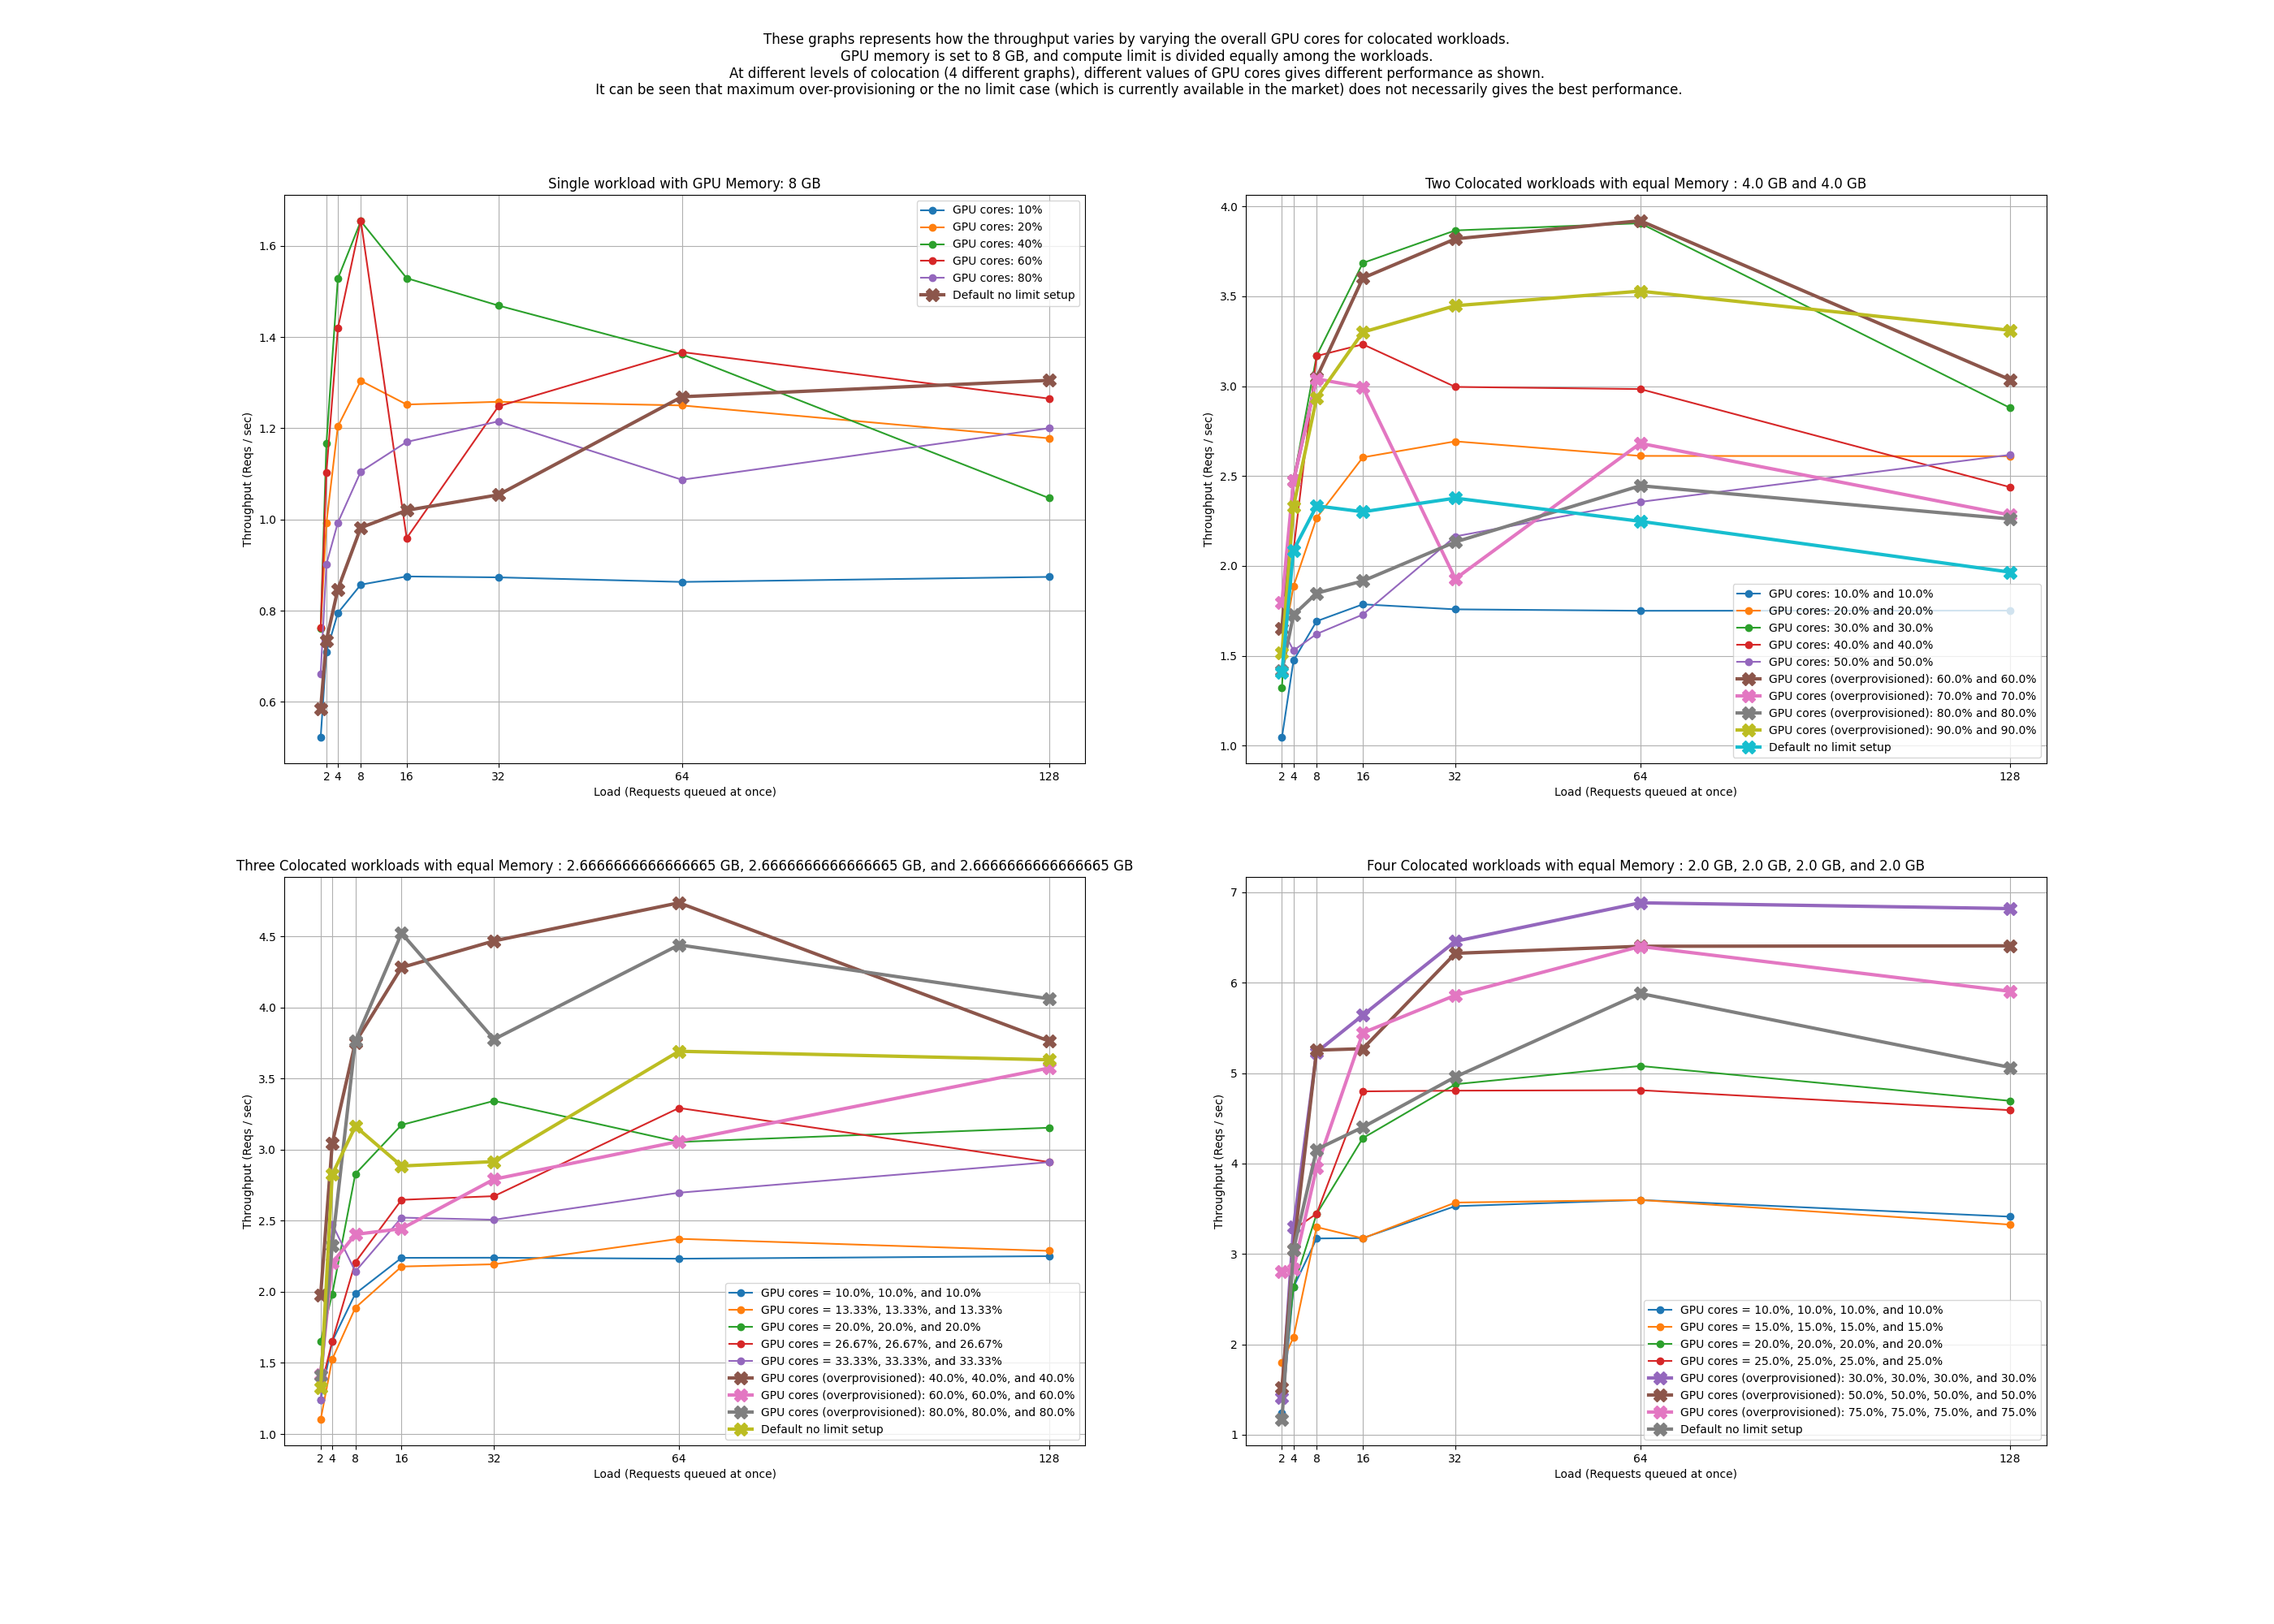 These graphs represents how the throughput varies by varying the overall GPU cores for colocated workloads.
GPU memory is set to 8 GB, and compute limit is divided equally among the workloads.
At different levels of colocation (4 different graphs), different values of GPU cores gives different performance as shown.
It can be seen that maximum over-provisioning or the no limit case (which is currently available in the market) does not necessarily gives the best performance.
Single workload with GPU Memory: 8 GB
GPU cores: 10%
GPU cores: 20%
GPU cores: 40%
GPU cores: 60%
GPU cores: 80%
Default no limit setup
1.6
1.4
1.2
1.0
0.8
0.6
Throughput (Reqs / sec)
2 4 8 16 32 64 128
Load (Requests queued at once)
Two Colocated workloads with equal Memory : 4.0 GB and 4.0 GB
4.0
3.5
3.0
2.5
2.0
1.5
1.0
Throughput (Reqs / sec)
GPU cores: 10.0% and 10.0%
GPU cores: 20.0% and 20.0%
GPU cores: 30.0% and 30.0%
GPU cores: 40.0% and 40.0%
GPU cores: 50.0% and 50.0%
GPU cores (overprovisioned): 60.0% and 60.0%
GPU cores (overprovisioned): 70.0% and 70.0%
GPU cores (overprovisioned): 80.0% and 80.0%
GPU cores (overprovisioned): 90.0% and 90.0%
Default no limit setup
2 4 8 16 32 64 128
Load (Requests queued at once)
Three Colocated workloads with equal Memory : 2.6666666666666665 GB, 2.6666666666666665 GB, and 2.6666666666666665 GB
4.5
4.0
3.5
3.0
2.5
2.0
1.5
1.0
Throughput (Reqs / sec)
GPU cores = 10.0%, 10.0%, and 10.0%
GPU cores = 13.33%, 13.33%, and 13.33%
GPU cores = 20.0%, 20.0%, and 20.0%
GPU cores = 26.67%, 26.67%, and 26.67%
GPU cores = 33.33%, 33.33%, and 33.33%
GPU cores (overprovisioned): 40.0%, 40.0%, and 40.0%
GPU cores (overprovisioned): 60.0%, 60.0%, and 60.0%
GPU cores (overprovisioned): 80.0%, 80.0%, and 80.0%
Default no limit setup
2 4 8 16 32 64 128
Load (Requests queued at once)
Four Colocated workloads with equal Memory : 2.0 GB, 2.0 GB, 2.0 GB, and 2.0 GB
7
6
5
4
3
2
1
Throughput (Reqs / sec)
GPU cores = 10.0%, 10.0%, 10.0%, and 10.0%
GPU cores = 15.0%, 15.0%, 15.0%, and 15.0%
GPU cores = 20.0%, 20.0%, 20.0%, and 20.0%
GPU cores = 25.0%, 25.0%, 25.0%, and 25.0%
GPU cores (overprovisioned): 30.0%, 30.0%, 30.0%, and 30.0%
GPU cores (overprovisioned): 50.0%, 50.0%, 50.0%, and 50.0%
GPU cores (overprovisioned): 75.0%, 75.0%, 75.0%, and 75.0%
Default no limit setup
2 4 8 16 32 64 128
Load (Requests queued at once)